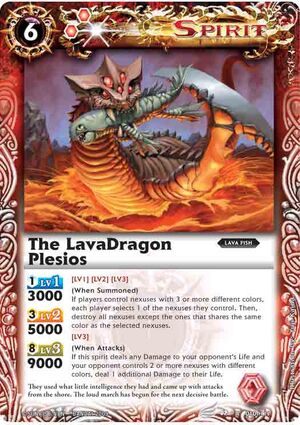 6
SPIRIT
The LavaDragon
Plesios
LAVA FISH
1 LV1
3000
3 LV2
5000
8 LV3
9000
[LV1] [LV2] [LV3]
(When Summoned)
If players control nexuses with 3 or more different colors,
each player selects 1 of the nexuses they control. Then,
destroy all nexuses except the ones that shares the same
color as the selected nexuses.
[LV3]
(When Attacks)
If this spirit deals any Damage to your opponent's Life and
your opponent controls 2 or more nexuses with different
colors, deal 1 additional damage to your opponent's Life.
They used what little intelligence they had and came up with attacks
from the shore. The loud march has begun for the next decisive battle.